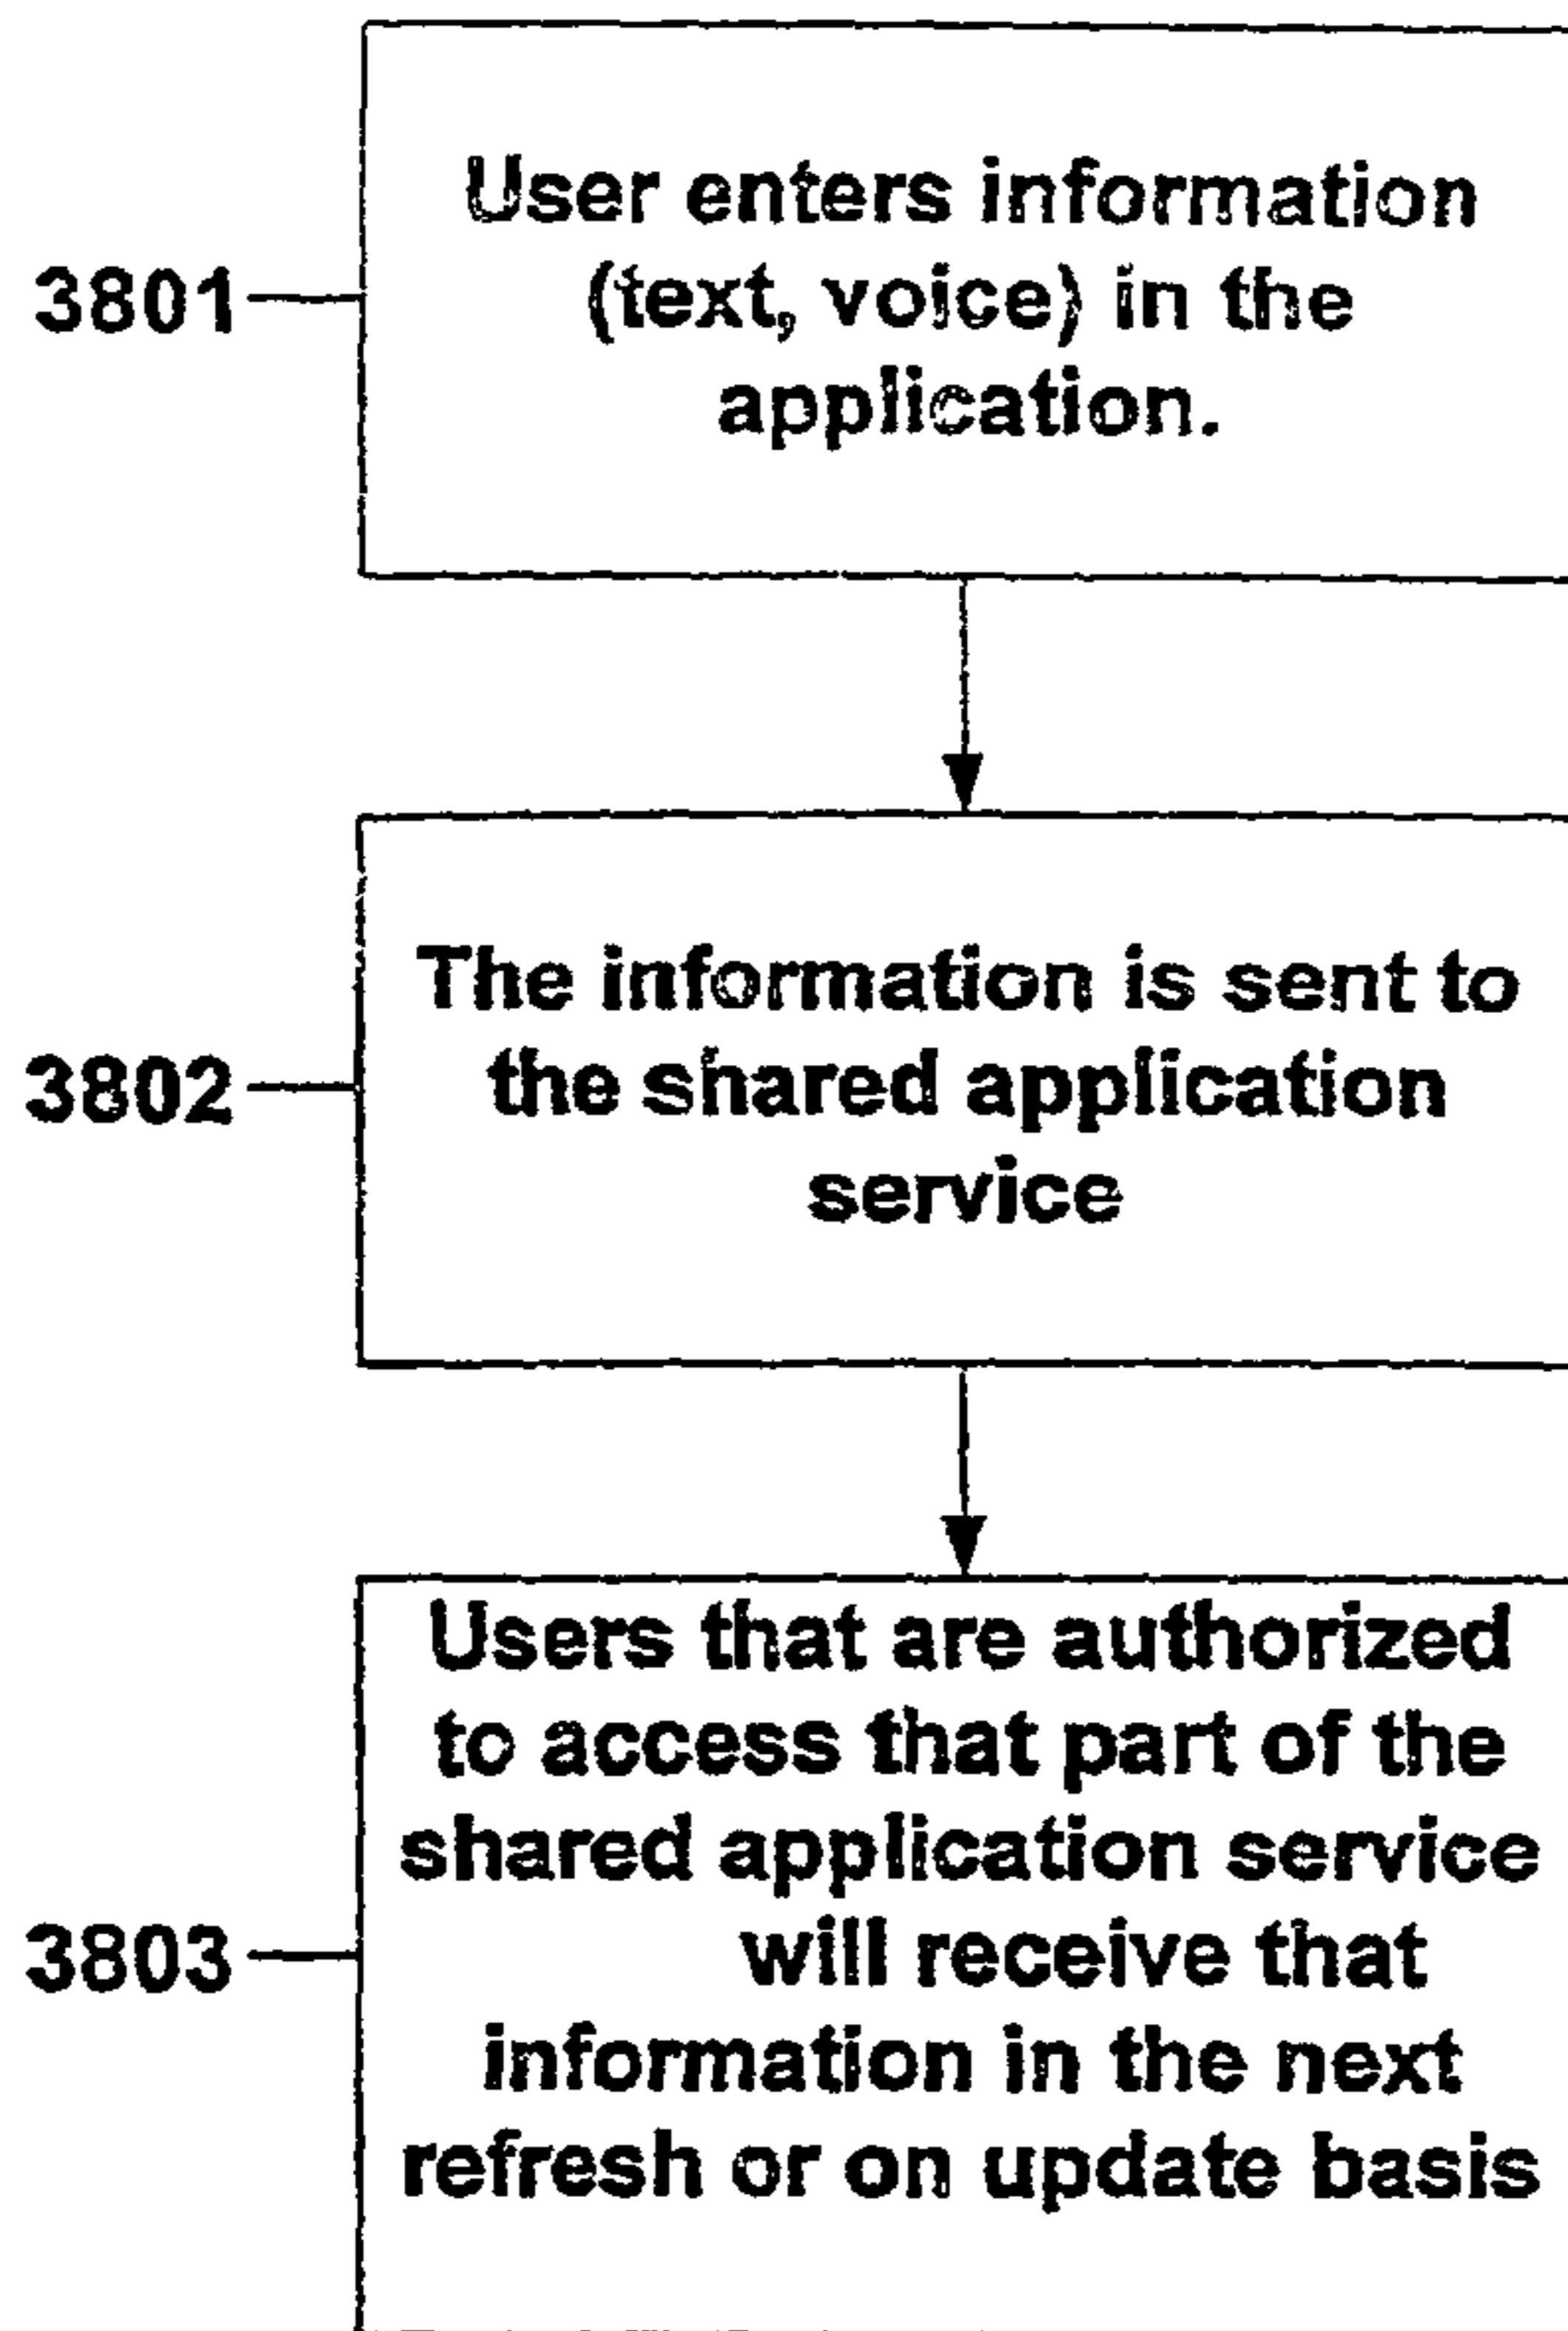 User enters information
3801 (text, voice) in the
application.
The information is sent to
3802 the shared application
service
Users that are authorized
to access that part of the
shared application service
3803 will receive that
information in the next
refresh or on update basis